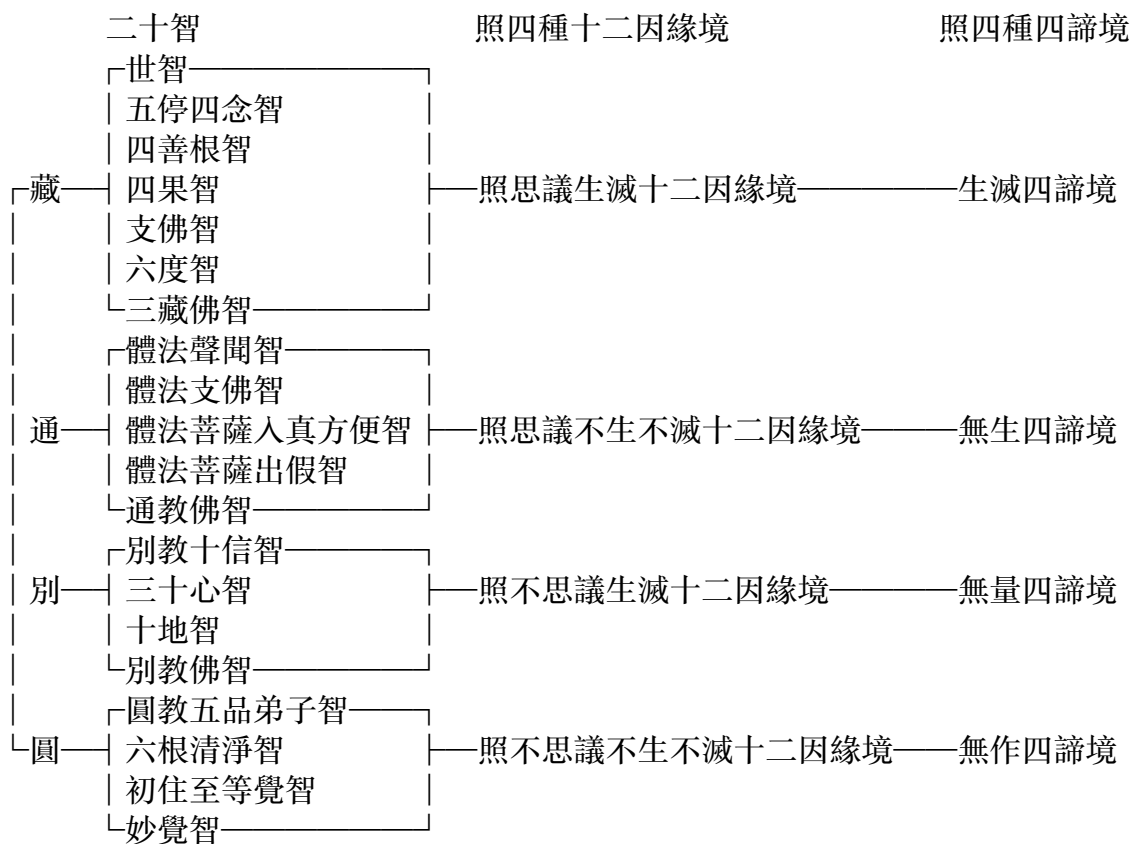 二十智 照四種十二因緣境 照四種四諦境
世智
五停四念智
四善根智
藏 四果智 照思議生滅十二因緣境 生滅四諦境
支佛智
六度智
三藏佛智
體法聲聞智
體法支佛智
通 體法菩薩入真方便智 照思議不生不滅十二因緣境 無生四諦境
體法菩薩出假智
通教佛智
別教十信智
別 三十心智 照不思議生滅十二因緣境 無量四諦境
十地智
別教佛智
圓教五品弟子智
圓 六根清淨智 照不思議不生不滅十二因緣境 無作四諦境
初住至等覺智
妙覺智